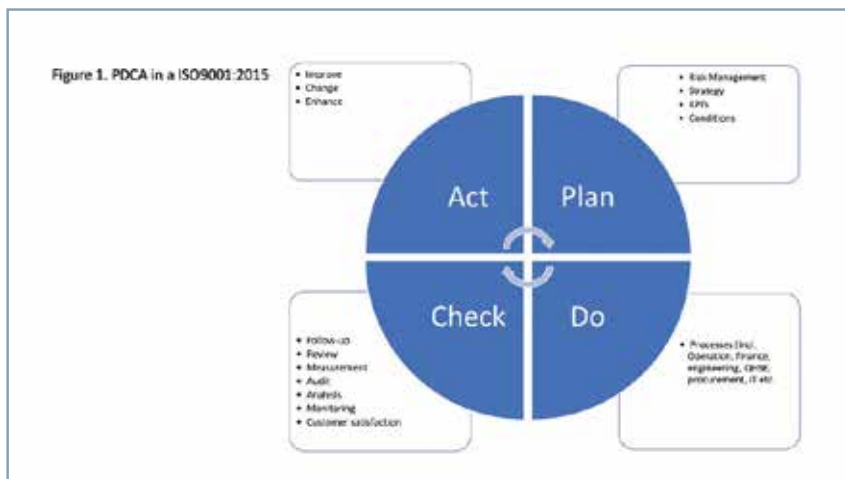 Figure 1. PDCA in a ISO9001:2015
• Improve
• Change
• Enhance
• Risk Management
• Strategy
• KPI's
• Conditions
Act
Plan
Check
Do
• Follow-up
• Review
• Measurement
• Audit
• Analysis
• Monitoring
• Customer satisfaction
• Processes (incl.
Operation, finance,
engineering, QHSE,
procurement, IT etc